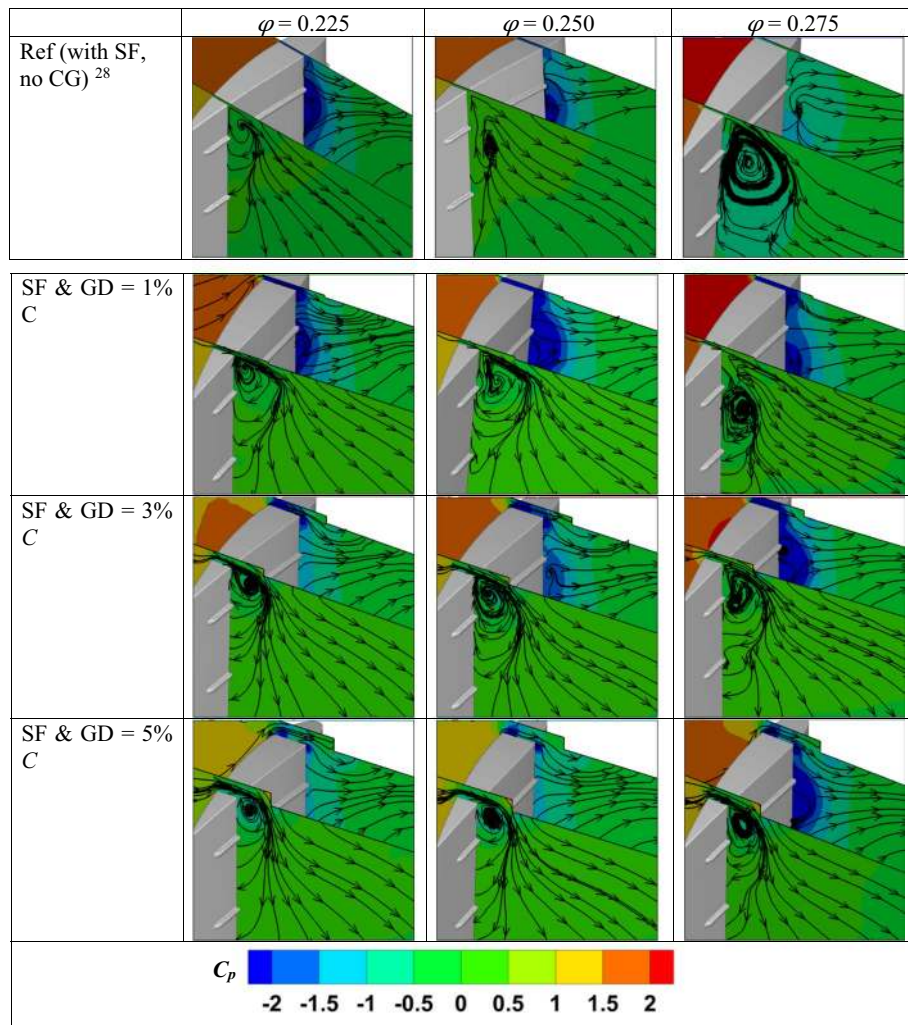 φ = 0.225 φ = 0.250 φ = 0.275
Ref (with SF,
no CG) 28
SF & GD = 1%
C
SF & GD = 3%
C
SF & GD = 5%
C
Cp
-2 -1.5 -1 -0.5 0 0.5 1 1.5 2